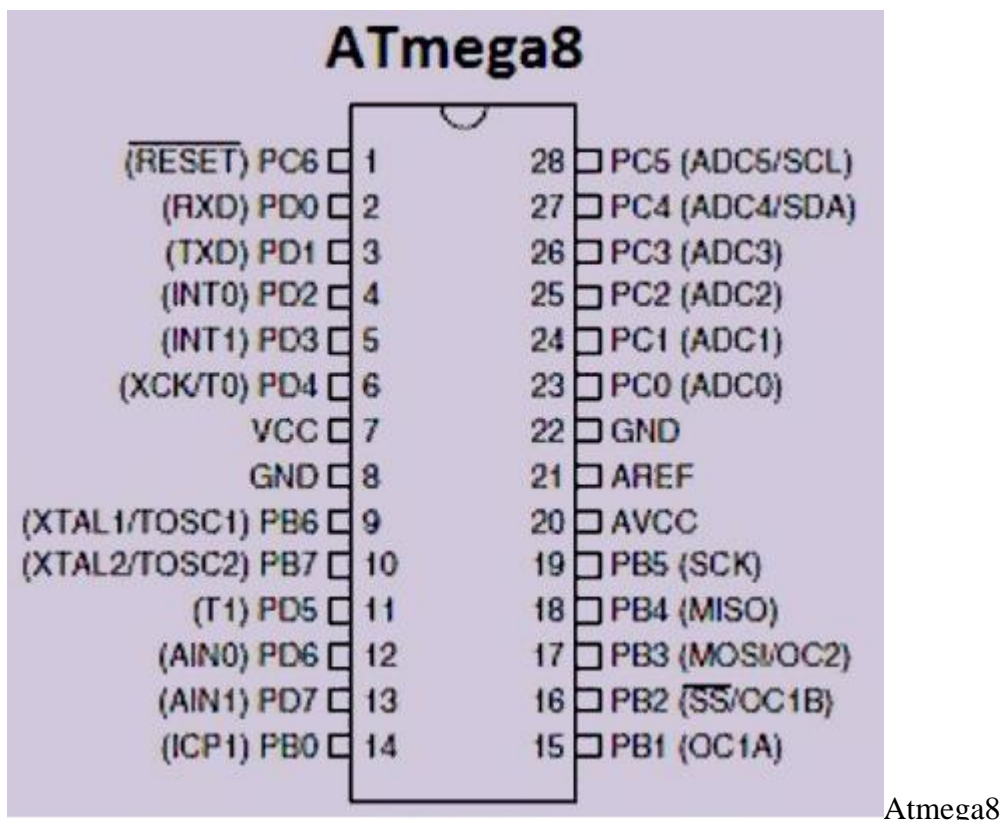 ATmega8
(RESET) PC6 1 28 PC5 (ADC5/SCL)
(RXD) PD0 2 27 PC4 (ADC4/SDA)
(TXD) PD1 3 26 PC3 (ADC3)
(INT0) PD2 4 25 PC2 (ADC2)
(INT1) PD3 5 24 PC1 (ADC1)
(XCK/T0) PD4 6 23 PC0 (ADC0)
VCC 7 22 GND
GND 8 21 AREF
(XTAL1/TOSC1) PB6 9 20 AVCC
(XTAL2/TOSC2) PB7 10 19 PB5 (SCK)
(T1) PD5 11 18 PB4 (MISO)
(AIN0) PD6 12 17 PB3 (MOSI/OC2)
(AIN1) PD7 13 16 PB2 (SS/OC1B)
(ICP1) PB0 14 15 PB1 (OC1A)
Atmega8